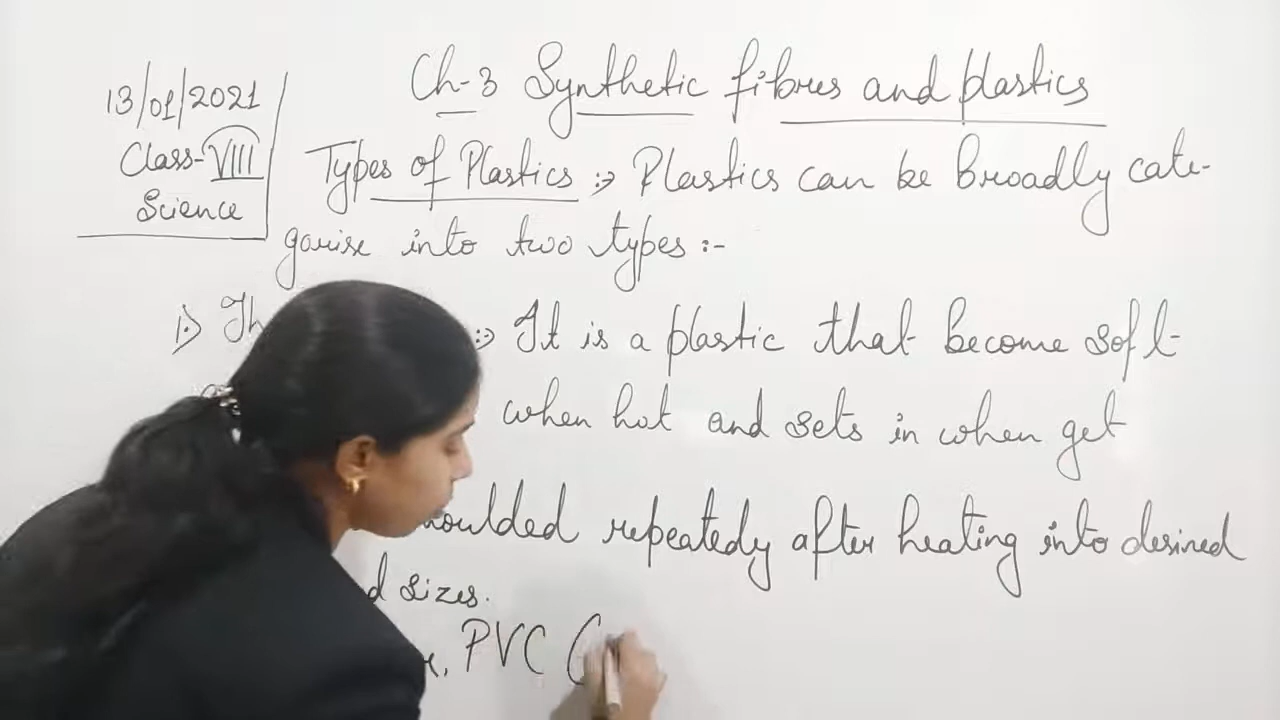 13/01/2021
Class-VIII
Science
Ch-3 Synthetic fibres and plastics
Types of Plastics :- Plastics can be broadly cate-
gorise into two types :-
1.) Th :- It is a plastic that become soft
when hot and sets in when get
moulded repeatedy after heating into desired
d sizes.
, PVC (